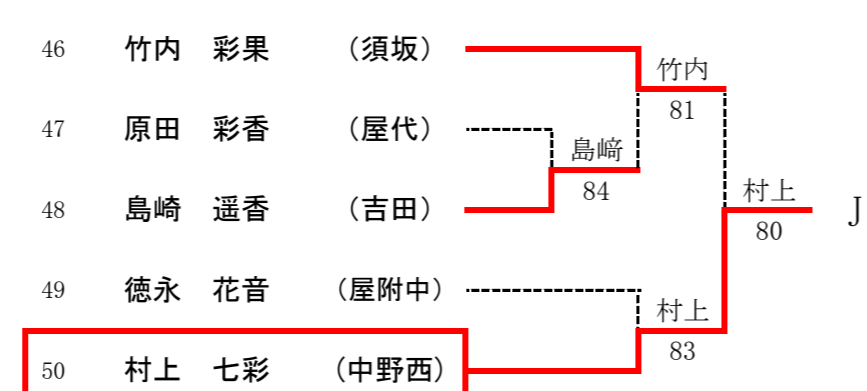 46 竹内 彩果 （須坂）
竹内
81
47 原田 彩香 （屋代）
島﨑
84
48 島崎 遥香 （吉田）
村上
80
J
49 徳永 花音 （屋附中）
村上
83
50 村上 七彩 （中野西）